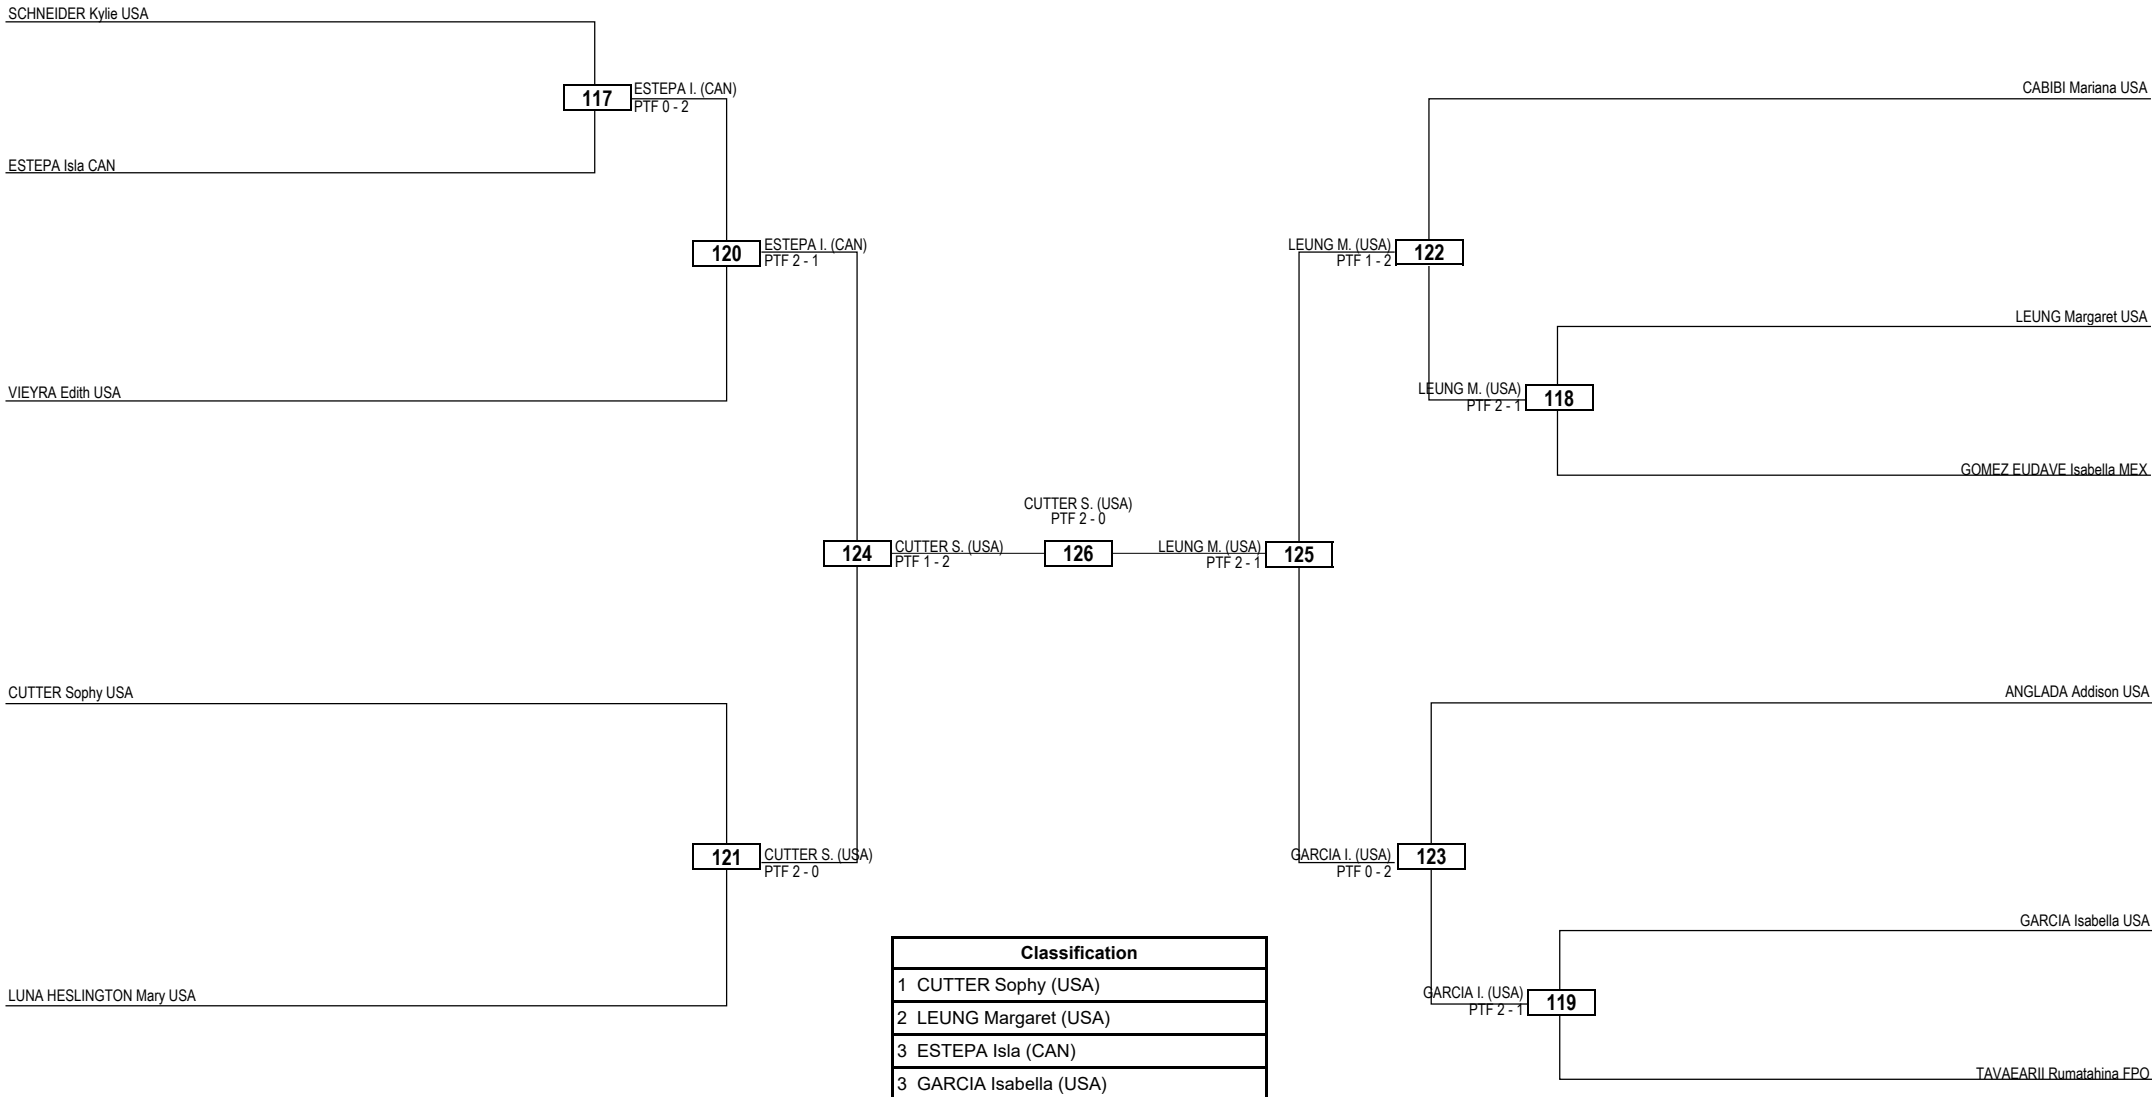 SCHNEIDER Kylie USA
117
ESTEPA I. (CAN)
PTF 0 - 2
ESTEPA Isla CAN
120
ESTEPA I. (CAN)
PTF 2 - 1
VIEYRA Edith USA
124
CUTTER S. (USA)
PTF 1 - 2
CUTTER Sophy USA
121
CUTTER S. (USA)
PTF 2 - 0
LUNA HESLINGTON Mary USA
CUTTER S. (USA)
PTF 2 - 0
126
CABIBI Mariana USA
LEUNG M. (USA)
PTF 1 - 2
122
LEUNG Margaret USA
LEUNG M. (USA)
PTF 2 - 1
118
GOMEZ EUDAVE Isabella MEX
LEUNG M. (USA)
PTF 2 - 1
125
ANGLADA Addison USA
GARCIA I. (USA)
PTF 0 - 2
123
GARCIA Isabella USA
GARCIA I. (USA)
PTF 2 - 1
119
TAVAEARII Rumatahina FPO
Classification
1 CUTTER Sophy (USA)
2 LEUNG Margaret (USA)
3 ESTEPA Isla (CAN)
3 GARCIA Isabella (USA)